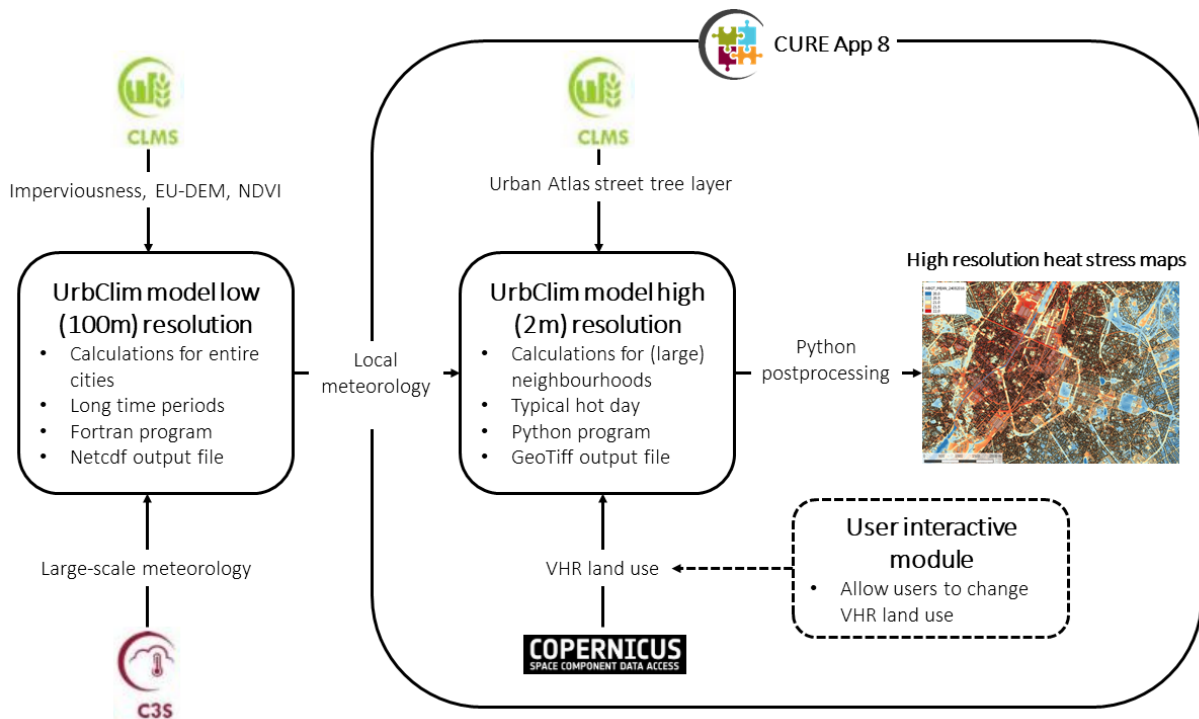 CURE App 8
CLMS
CLMS
Imperviousness, EU-DEM, NDVI
Urban Atlas street tree layer
UrbClim model low
(100m) resolution
• Calculations for entire
cities
• Long time periods
• Fortran program
• Netcdf output file
Local
meteorology
UrbClim model high
(2m) resolution
• Calculations for (large)
neighbourhoods
• Typical hot day
• Python program
• GeoTiff output file
Python
postprocessing
High resolution heat stress maps
Large-scale meteorology
C3S
VHR land use
COPERNICUS
SPACE COMPONENT DATA ACCESS
User interactive
module
• Allow users to change
VHR land use